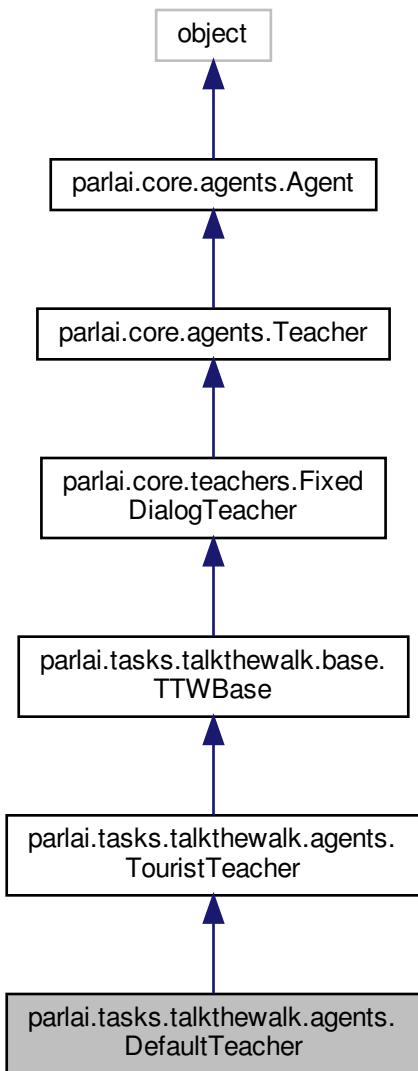 object
parlai.core.agents.Agent
parlai.core.agents.Teacher
parlai.core.teachers.Fixed
DialogTeacher
parlai.tasks.talkthewalk.base.
TTWBase
parlai.tasks.talkthewalk.agents.
TouristTeacher
parlai.tasks.talkthewalk.agents.
DefaultTeacher